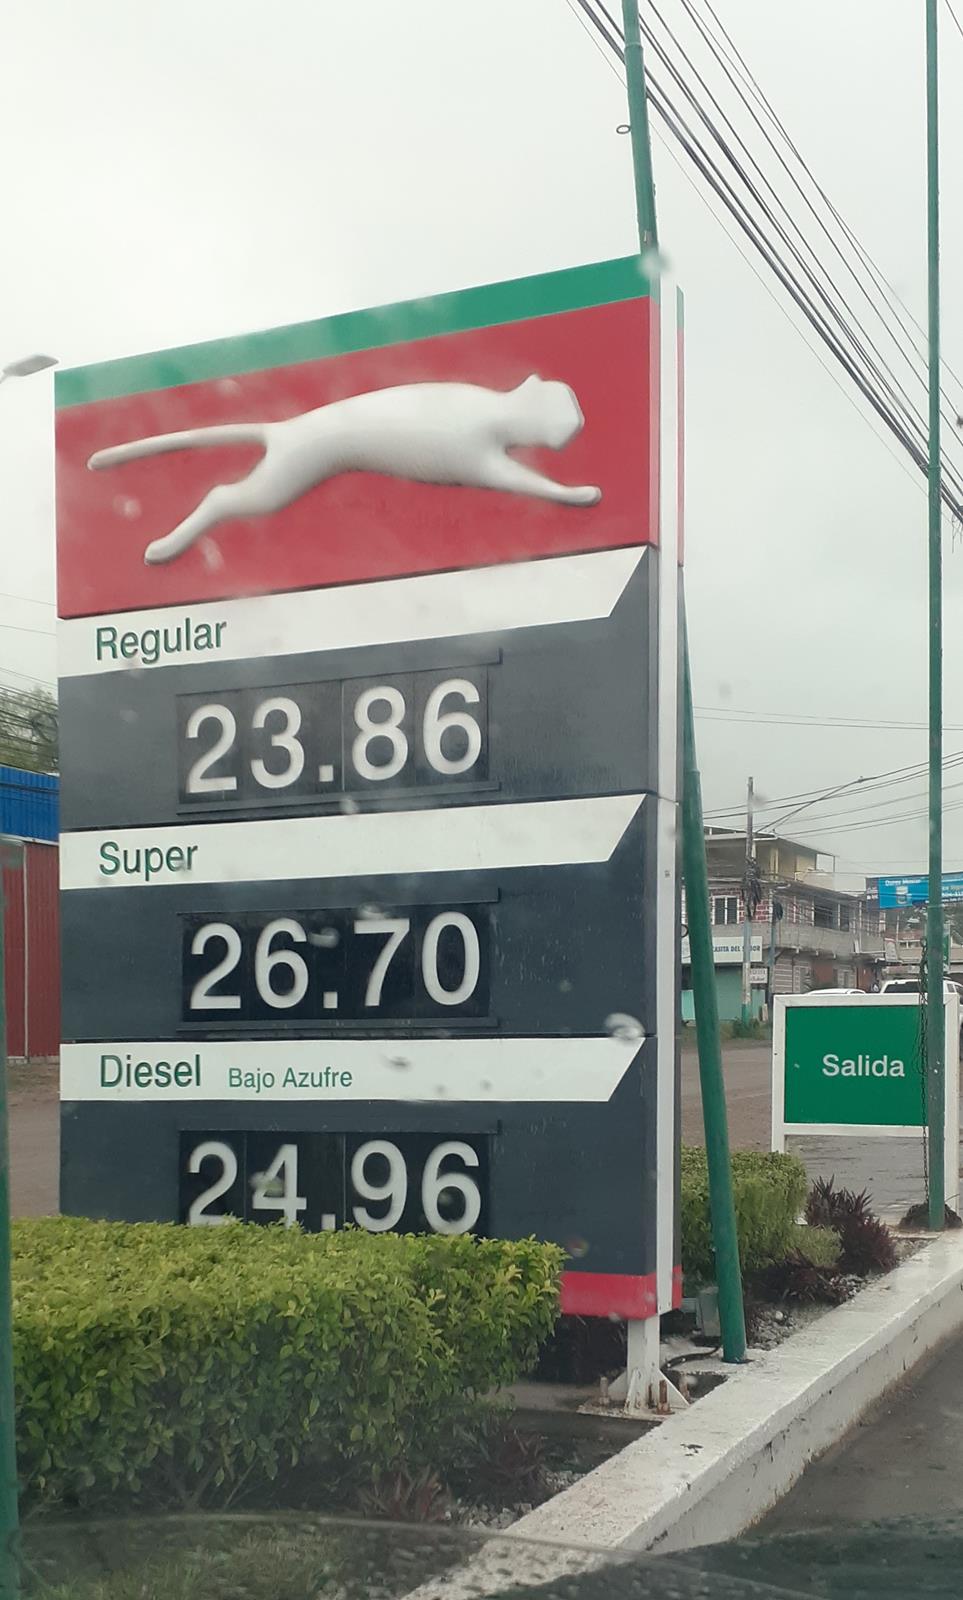 Regular
23.86
Super
26.70
Diesel Bajo Azufre
24.96
Salida